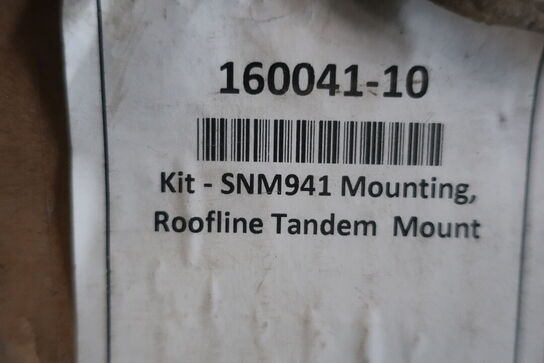 160041-10
Kit - SNM941 Mounting,
Roofline Tandem  Mount